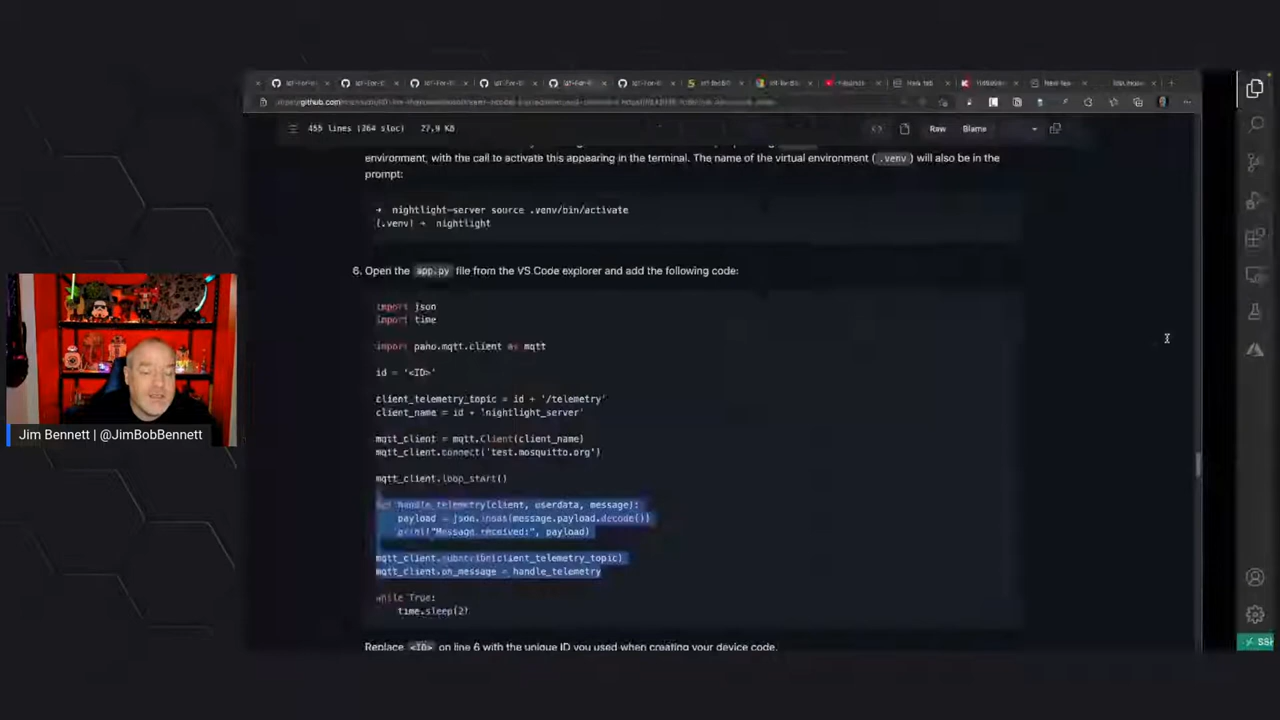 github.com
455 lines (364 sloc)
27.9 KB
Raw
Blame
environment, with the call to activate this appearing in the terminal. The name of the virtual environment ( .venv ) will also be in the
prompt:
➜ nightlight-server source .venv/bin/activate
(.venv) ➜ nightlight
6. Open the app.py file from the VS Code explorer and add the following code:
import json
import time
import paho.mqtt.client as mqtt
id = '<ID>'
client_telemetry_topic = id + '/telemetry'
client_name = id + 'nightlight_server'
mqtt_client = mqtt.Client(client_name)
mqtt_client.connect('test.mosquitto.org')
mqtt_client.loop_start()
def handle_telemetry(client, userdata, message):
payload = json.loads(message.payload.decode())
print("Message received:", payload)
mqtt_client.subscribe(client_telemetry_topic)
mqtt_client.on_message = handle_telemetry
while True:
time.sleep(2)
Replace <ID> on line 6 with the unique ID you used when creating your device code.
Jim Bennett | @JimBobBennett